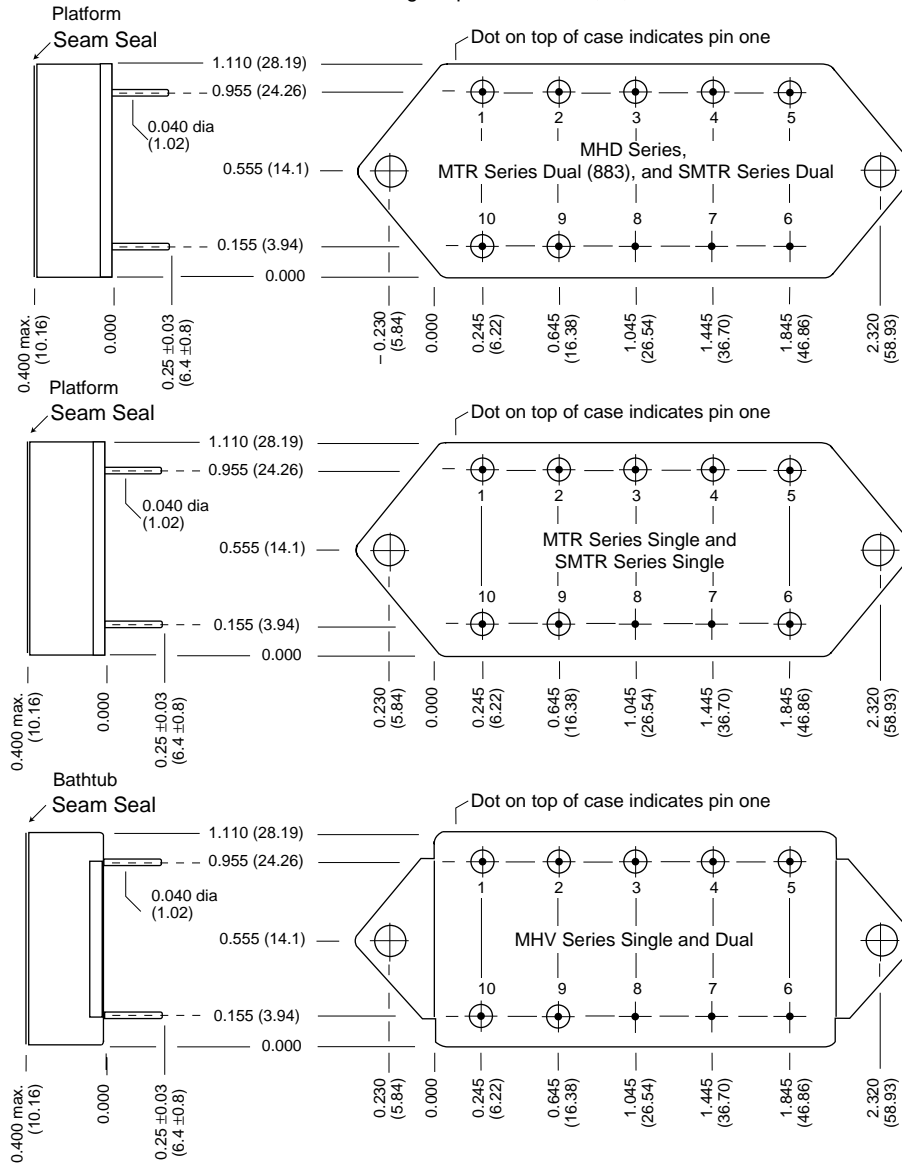 Platform
Seam Seal
Dot on top of case indicates pin one
1.110 (28.19)
0.955 (24.26)
0.040 dia
(1.02)
0.555 (14.1)
0.155 (3.94)
0.000
1 2 3 4 5
MHD Series,
MTR Series Dual (883), and SMTR Series Dual
10 9 8 7 6
0.400 max.
(10.16)
0.000
0.25 ±0.03
(6.4 ±0.8)
– 0.230
(5.84)
0.000
0.245
(6.22)
0.645
(16.38)
1.045
(26.54)
1.445
(36.70)
1.845
(46.86)
2.320
(58.93)
Platform
Seam Seal
Dot on top of case indicates pin one
1.110 (28.19)
0.955 (24.26)
0.040 dia
(1.02)
0.555 (14.1)
0.155 (3.94)
0.000
1 2 3 4 5
MTR Series Single and
SMTR Series Single
10 9 8 7 6
0.400 max.
(10.16)
0.000
0.25 ±0.03
(6.4 ±0.8)
0.230
(5.84)
0.000
0.245
(6.22)
0.645
(16.38)
1.045
(26.54)
1.445
(36.70)
1.845
(46.86)
2.320
(58.93)
Bathtub
Seam Seal
Dot on top of case indicates pin one
1.110 (28.19)
0.955 (24.26)
0.040 dia
(1.02)
0.555 (14.1)
0.155 (3.94)
0.000
1 2 3 4 5
MHV Series Single and Dual
10 9 8 7 6
0.400 max.
(10.16)
0.000
0.25 ±0.03
(6.4 ±0.8)
0.230
(5.84)
0.000
0.245
(6.22)
0.645
(16.38)
1.045
(26.54)
1.445
(36.70)
1.845
(46.86)
2.320
(58.93)